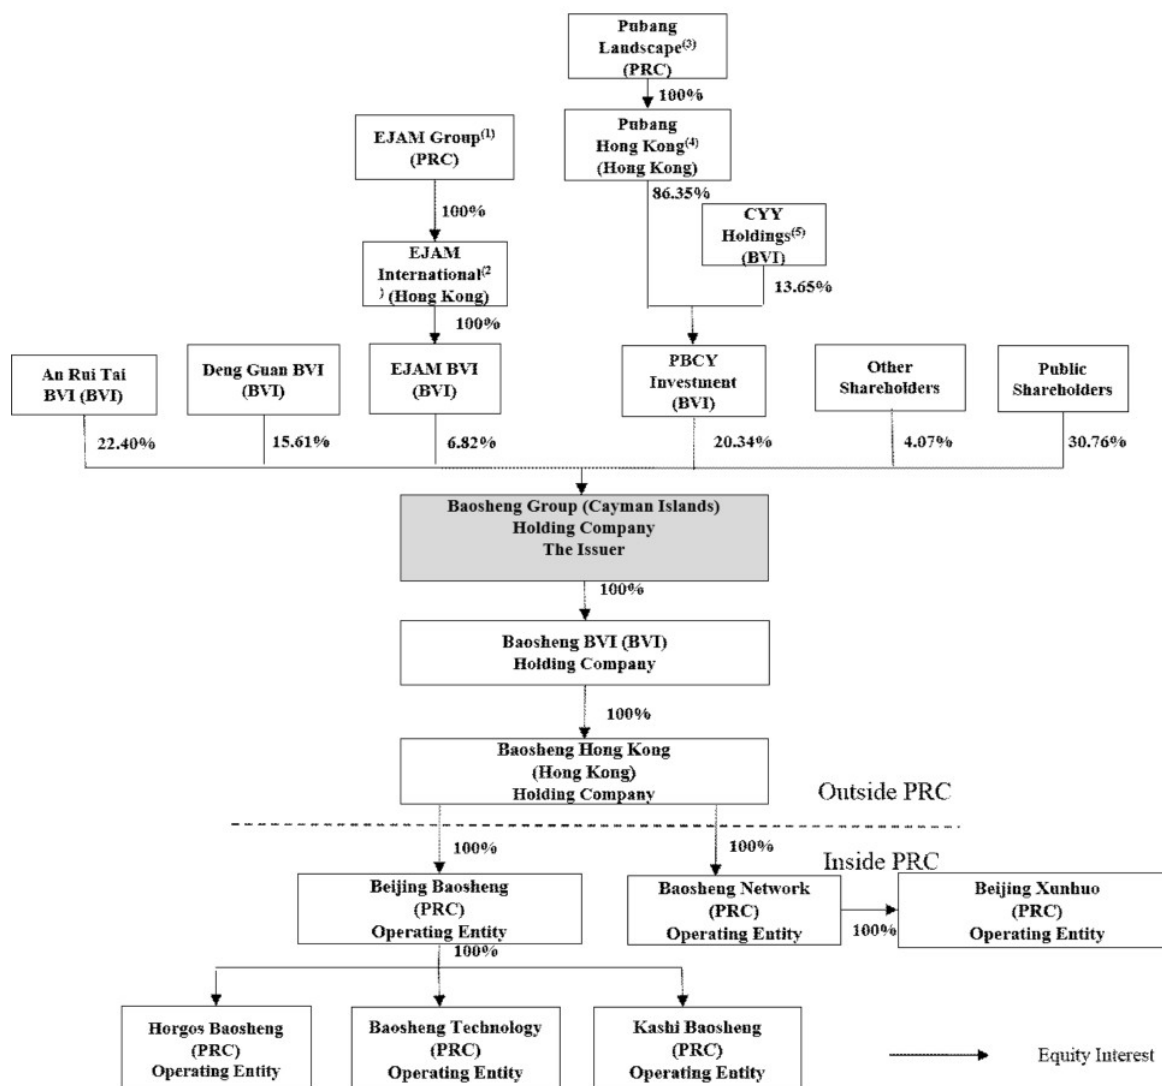 Pubang
Landscape(3)
(PRC)
100%
EJAM Group(1)
(PRC)
Pubang
Hong Kong(4)
(Hong Kong)
100%
86.35%
CYY
Holdings(5)
(BVI)
EJAM
International(2
) (Hong Kong)
13.65%
100%
An Rui Tai
BVI (BVI)
Deng Guan BVI
(BVI)
EJAM BVI
(BVI)
PBCY
Investment
(BVI)
Other
Shareholders
Public
Shareholders
22.40%
15.61%
6.82%
20.34%
4.07%
30.76%
Baosheng Group (Cayman Islands)
Holding Company
The Issuer
100%
Baosheng BVI (BVI)
Holding Company
100%
Baosheng Hong Kong
(Hong Kong)
Holding Company
Outside PRC
Inside PRC
100%
100%
Beijing Baosheng
(PRC)
Operating Entity
Baosheng Network
(PRC)
Operating Entity
100%
Beijing Xunhuo
(PRC)
Operating Entity
100%
Horgos Baosheng
(PRC)
Operating Entity
Baosheng Technology
(PRC)
Operating Entity
Kashi Baosheng
(PRC)
Operating Entity
Equity Interest